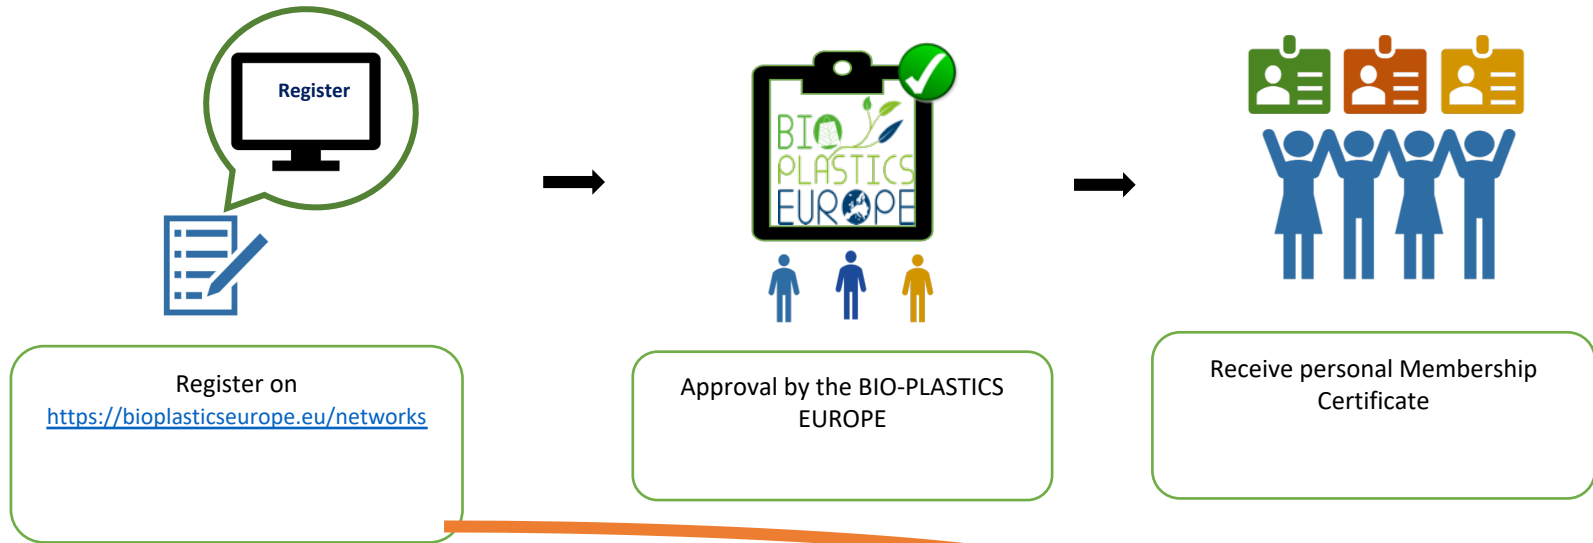 Register
BIO
PLASTICS
EUROPE
Register on
https://bioplasticseurope.eu/networks
Approval by the BIO-PLASTICS
EUROPE
Receive personal Membership
Certificate